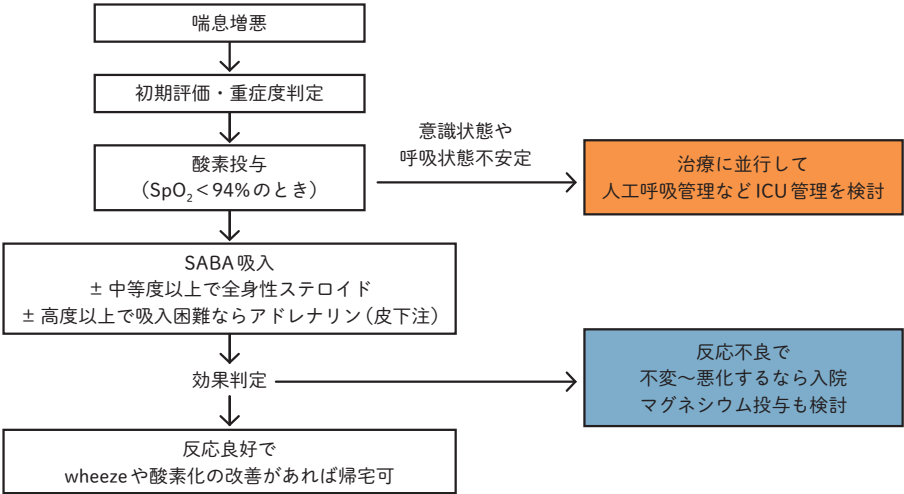 喘息増悪
初期評価・重症度判定
酸素投与
（SpO₂＜94％のとき）
意識状態や
呼吸状態不安定
治療に並行して
人工呼吸管理などICU管理を検討
SABA吸入
± 中等度以上で全身性ステロイド
± 高度以上で吸入困難ならアドレナリン（皮下注）
効果判定
反応不良で
不変～悪化するなら入院
マグネシウム投与も検討
反応良好で
wheezeや酸素化の改善があれば帰宅可